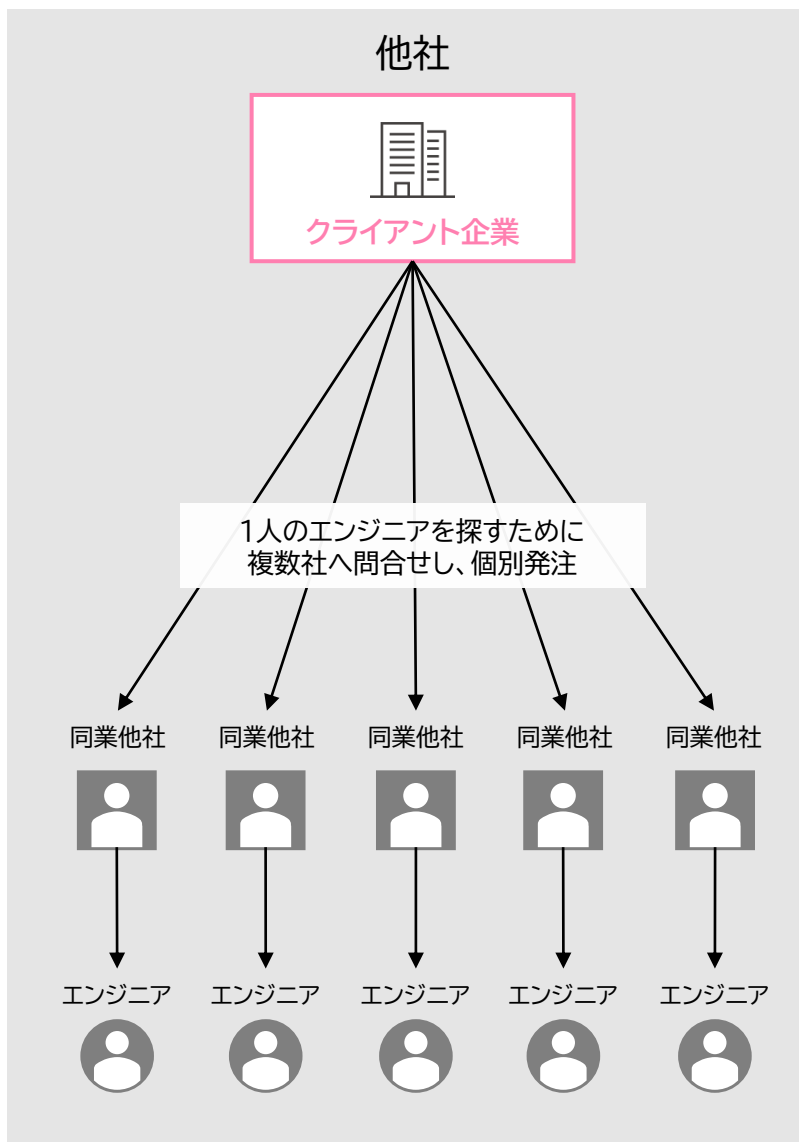 他社
クライアント企業
1人のエンジニアを探すために
複数社へ問合せし、個別発注
同業他社 同業他社 同業他社 同業他社 同業他社
エンジニア エンジニア エンジニア エンジニア エンジニア